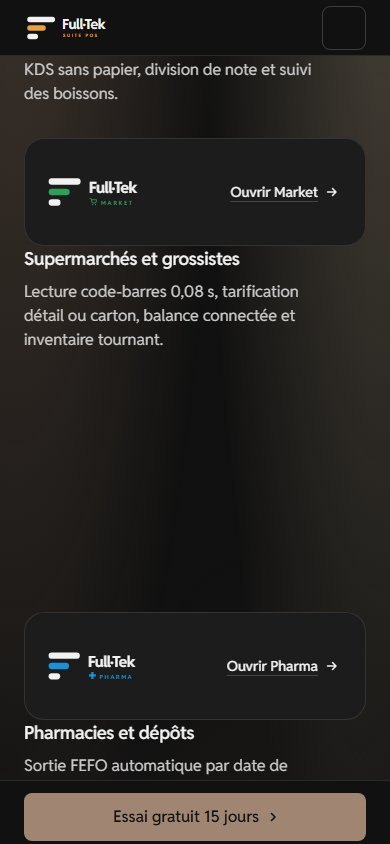 Full·Tek
SUITE POS
KDS sans papier, division de note et suivi
des boissons.
Full·Tek
MARKET
Ouvrir Market →
Supermarchés et grossistes
Lecture code-barres 0,08 s, tarification
détail ou carton, balance connectée et
inventaire tournant.
Full·Tek
PHARMA
Ouvrir Pharma →
Pharmacies et dépôts
Sortie FEFO automatique par date de
Essai gratuit 15 jours >